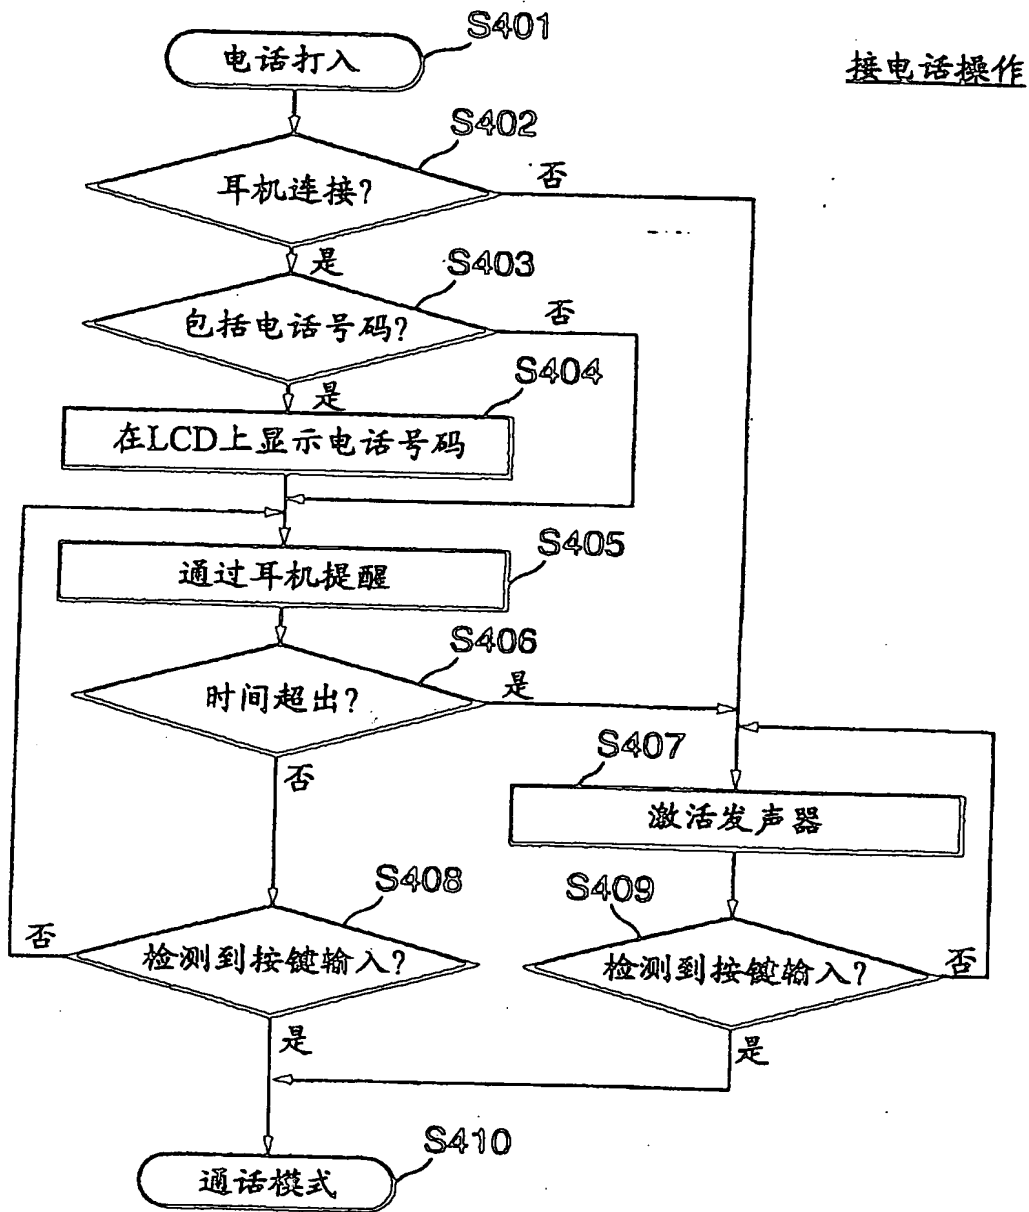 S401
电话打入
接电话操作
S402
耳机连接?
否
是
S403
包括电话号码?
否
是
S404
在LCD上显示电话号码
S405
通过耳机提醒
S406
时间超出?
是
否
S407
激活发声器
S408
检测到按键输入?
否
是
S409
检测到按键输入?
否
是
S410
通话模式